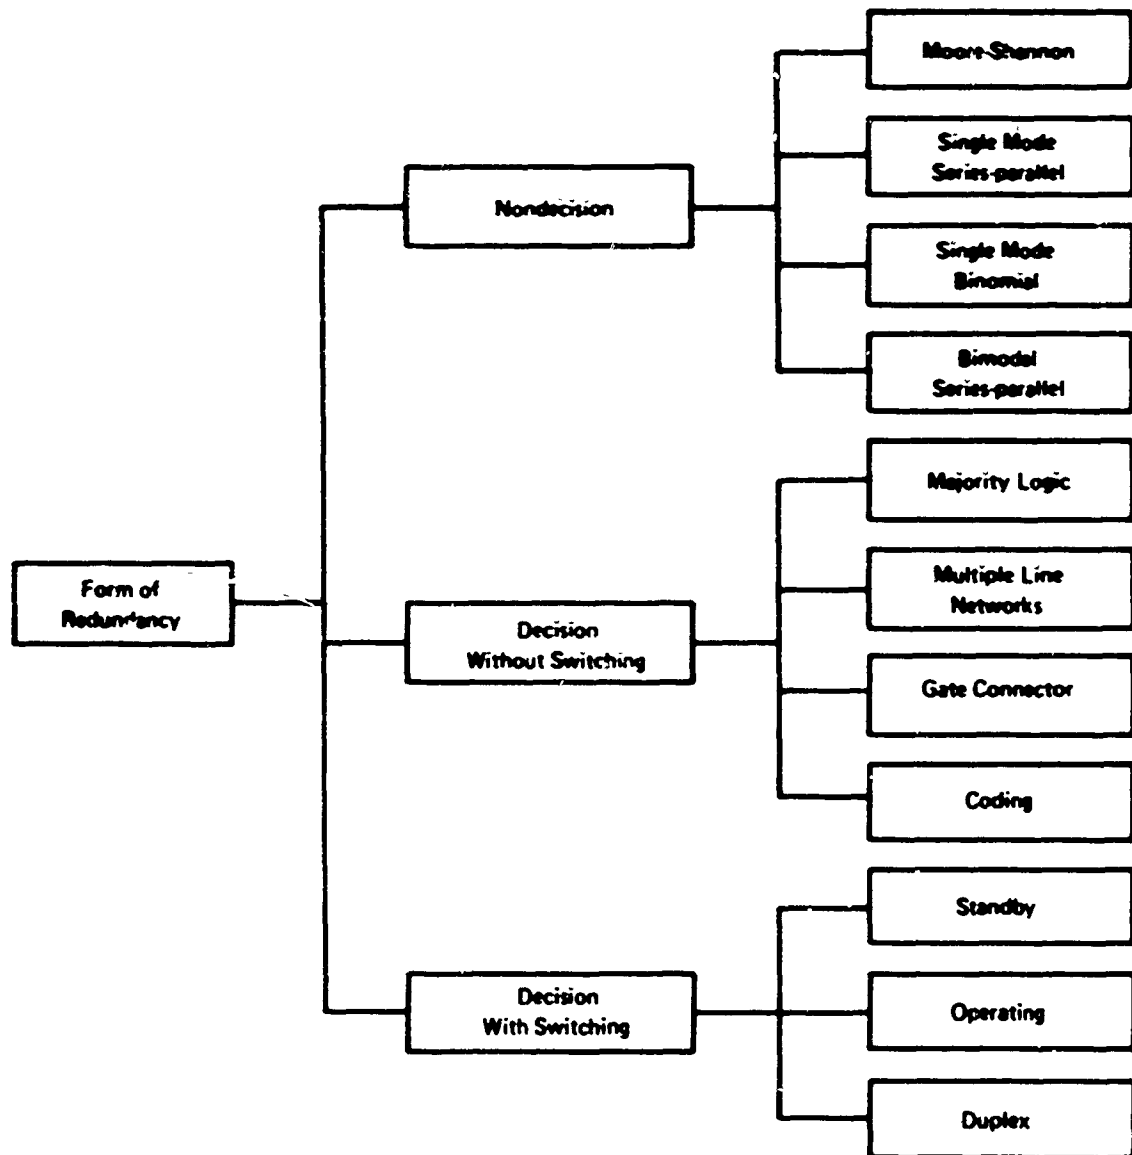 Moore-Shannon
Single Mode
Series-parallel
Nondecision
Single Mode
Binomial
Bimodal
Series-parallel
Majority Logic
Form of
Redundancy
Multiple Line
Networks
Decision
Without Switching
Gate Connector
Coding
Standby
Decision
With Switching
Operating
Duplex